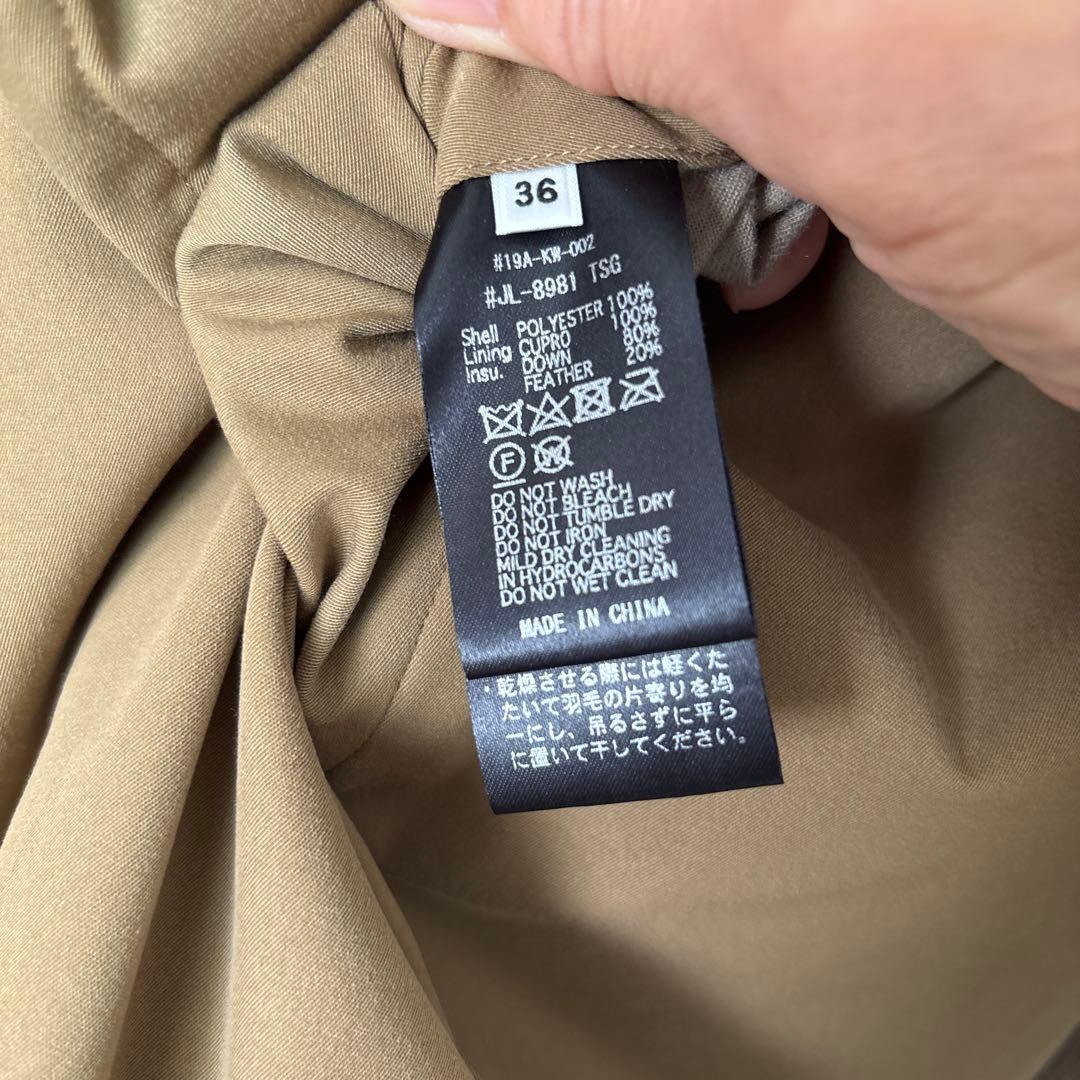 36
#19A-KW-002
#JL-8981 TSG
Shell POLYESTER 100%
Lining CUPRO 100%
Insu. DOWN 80%
FEATHER 20%
F
W
DO NOT WASH
DO NOT BLEACH
DO NOT TUMBLE DRY
DO NOT IRON
MILD DRY CLEANING
IN HYDROCARBONS
DO NOT WET CLEAN
MADE IN CHINA
・乾燥させる際には軽くた
たいて羽毛の片寄りを均
一にし、吊るさずに平ら
に置いて干してください。